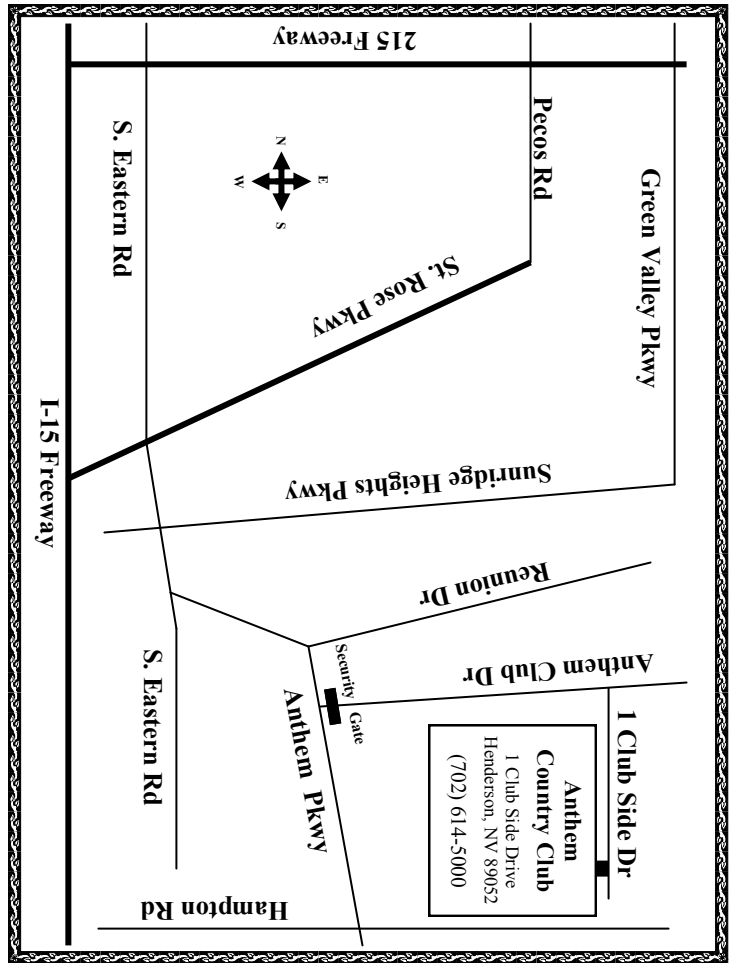 215 Freeway
S. Eastern Rd
Pecos Rd
Green Valley Pkwy
N
W
E
S
St. Rose Pkwy
I-15 Freeway
Sunridge Heights Pkwy
Reunion Dr
S. Eastern Rd
Security Gate
Anthem Club Dr
Anthem Pkwy
1 Club Side Dr
Anthem
Country Club
1 Club Side Drive
Henderson, NV 89052
(702) 614-5000
Hampton Rd